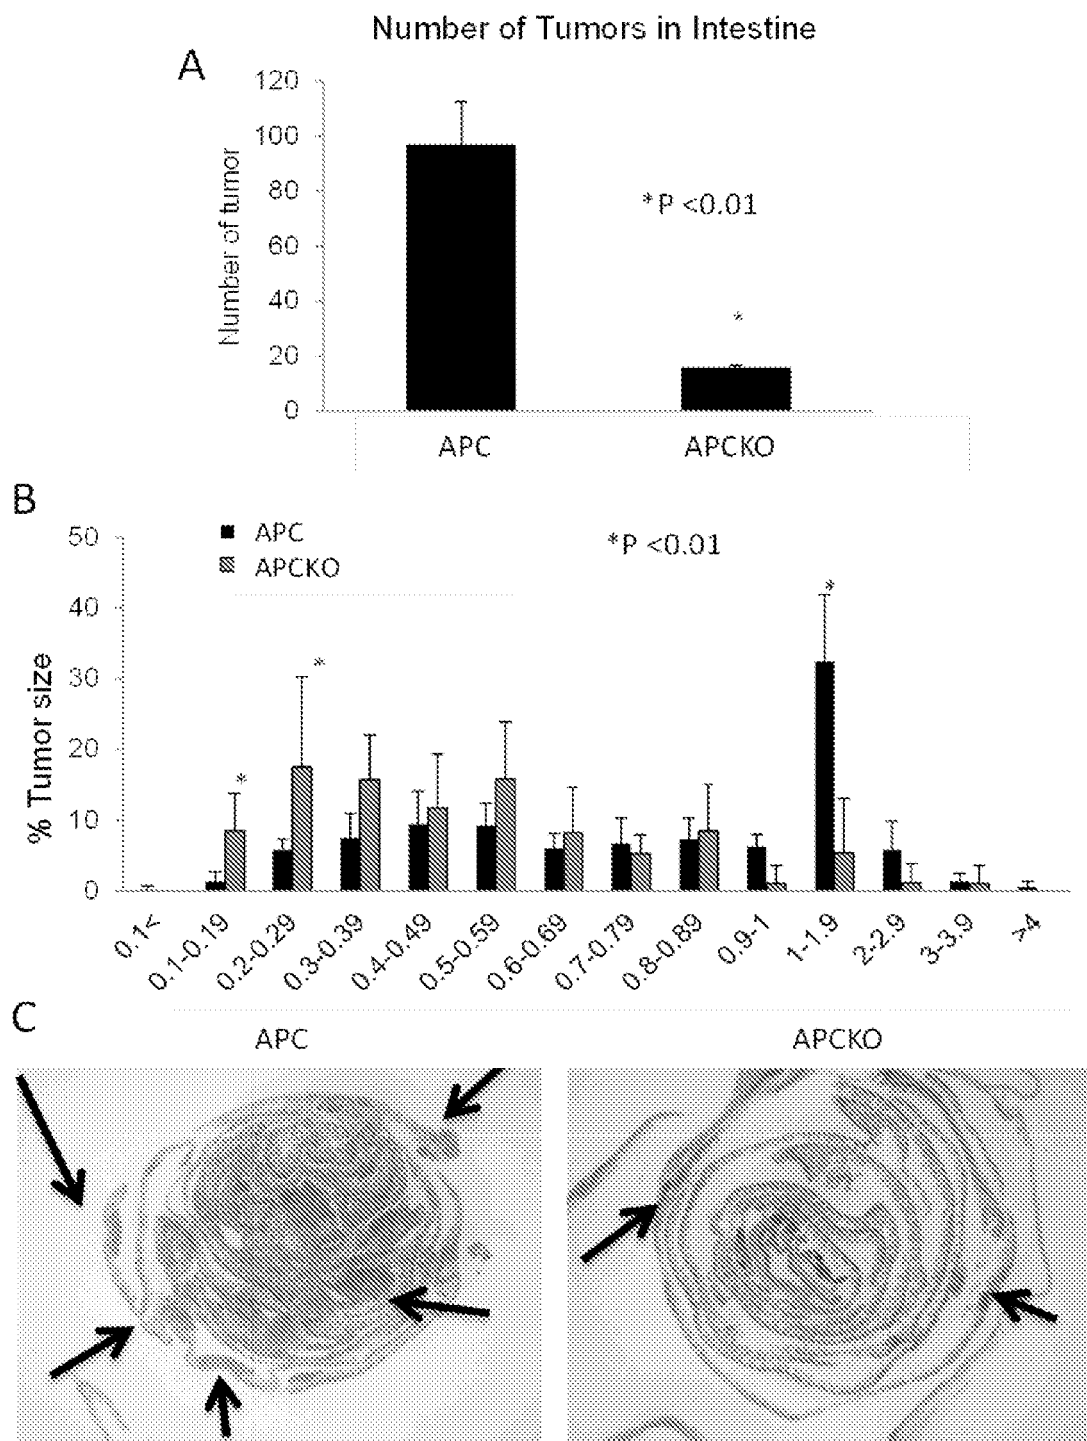 Number of Tumors in Intestine
A
120
100
80
60
40
20
0
Number of tumor
*P <0.01
*
APC APCKO
B
50
40
30
20
10
0
% Tumor size
APC
APCKO
*P <0.01
*
*
*
0.1< 0.1-0.19 0.2-0.29 0.3-0.39 0.4-0.49 0.5-0.59 0.6-0.69 0.7-0.79 0.8-0.89 0.9-1 1-1.9 2-2.9 3-3.9 >4
C
APC APCKO